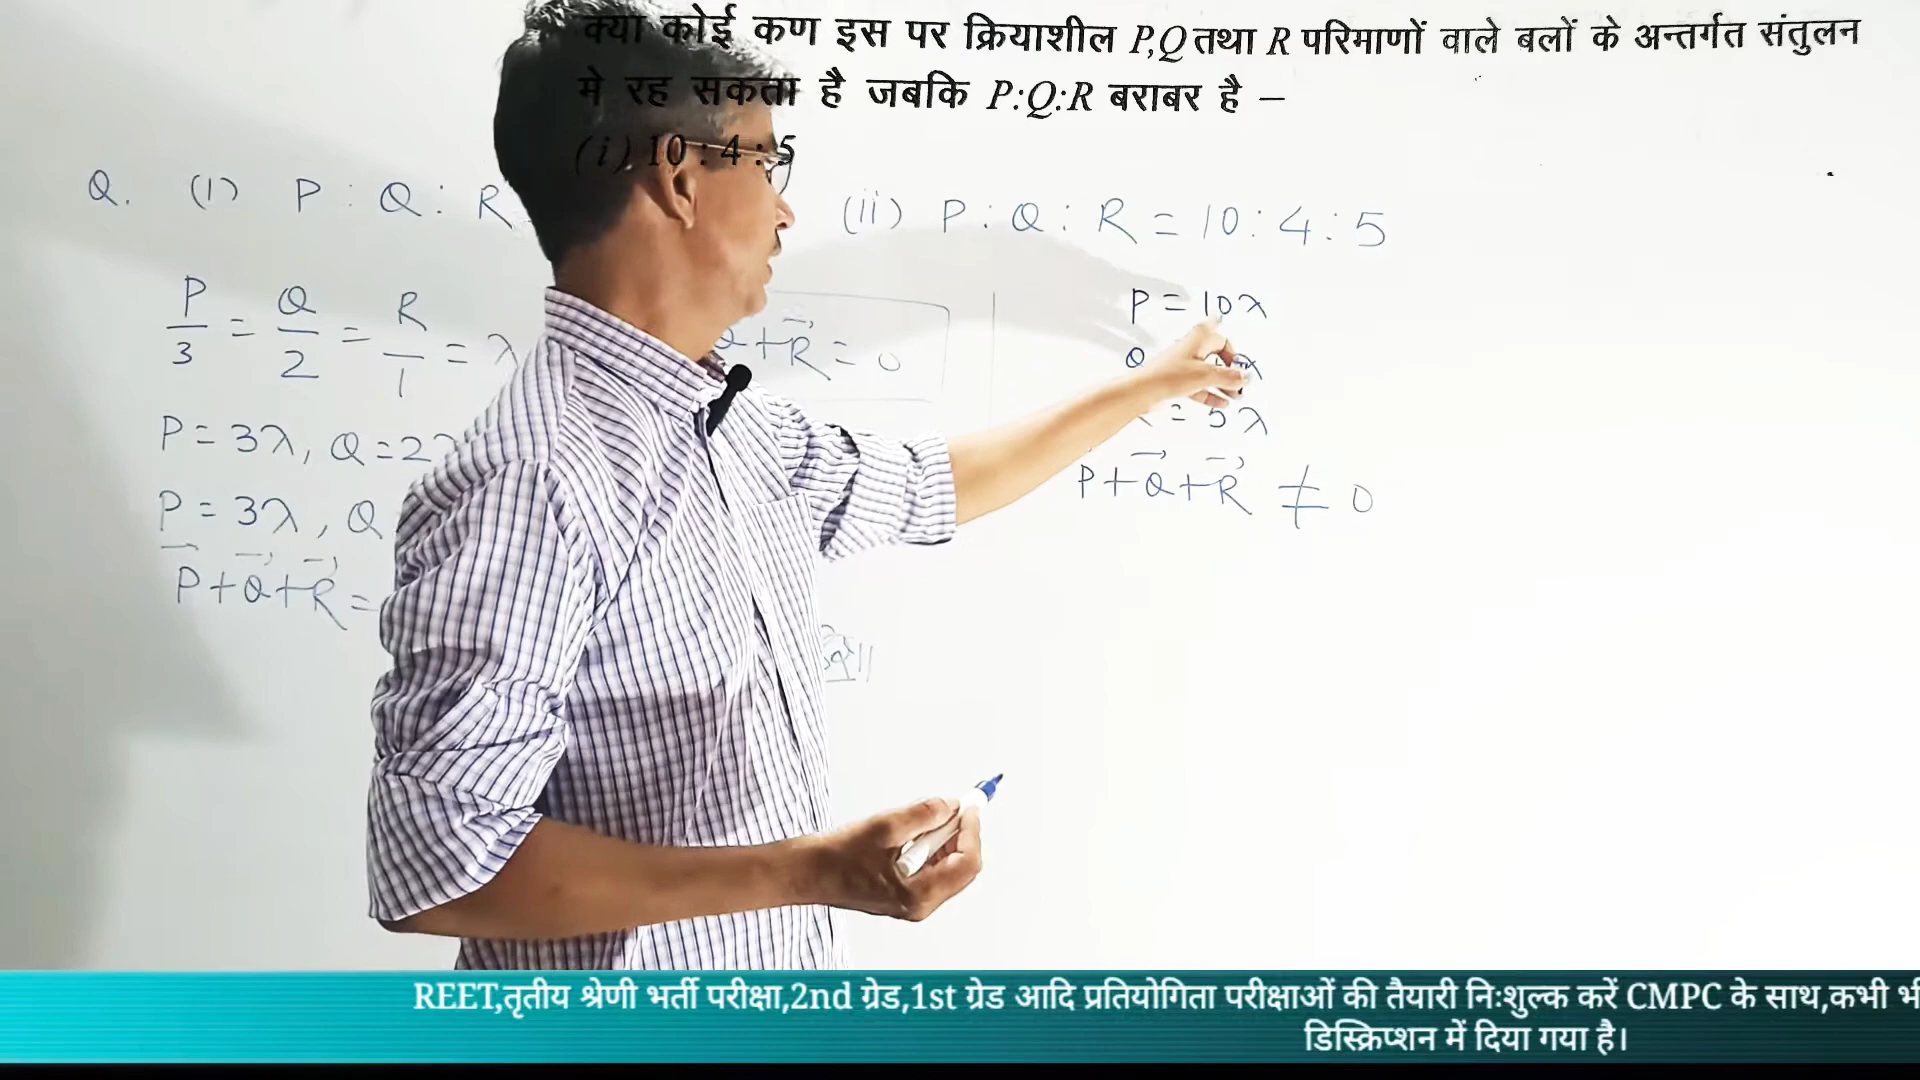 क्या कोई कण इस पर क्रियाशील P,Q तथा R परिमाणों वाले बलों के अन्तर्गत संतुलन
मे रह सकता है जबकि P:Q:R बराबर है –
(i) 10 : 4 : 5
Q. (1) P : Q : R
P/3 = Q/2 = R/1 = λ
P = 3λ, Q = 2
P = 3λ, Q
P + Q + R =
+ R = 0
(ii) P : Q : R = 10 : 4 : 5
P = 10λ
Q
= 5λ
P + Q + R ≠ 0
REET,तृतीय श्रेणी भर्ती परीक्षा,2nd ग्रेड,1st ग्रेड आदि प्रतियोगिता परीक्षाओं की तैयारी निःशुल्क करें CMPC के साथ,कभी भी
डिस्क्रिप्शन में दिया गया है।